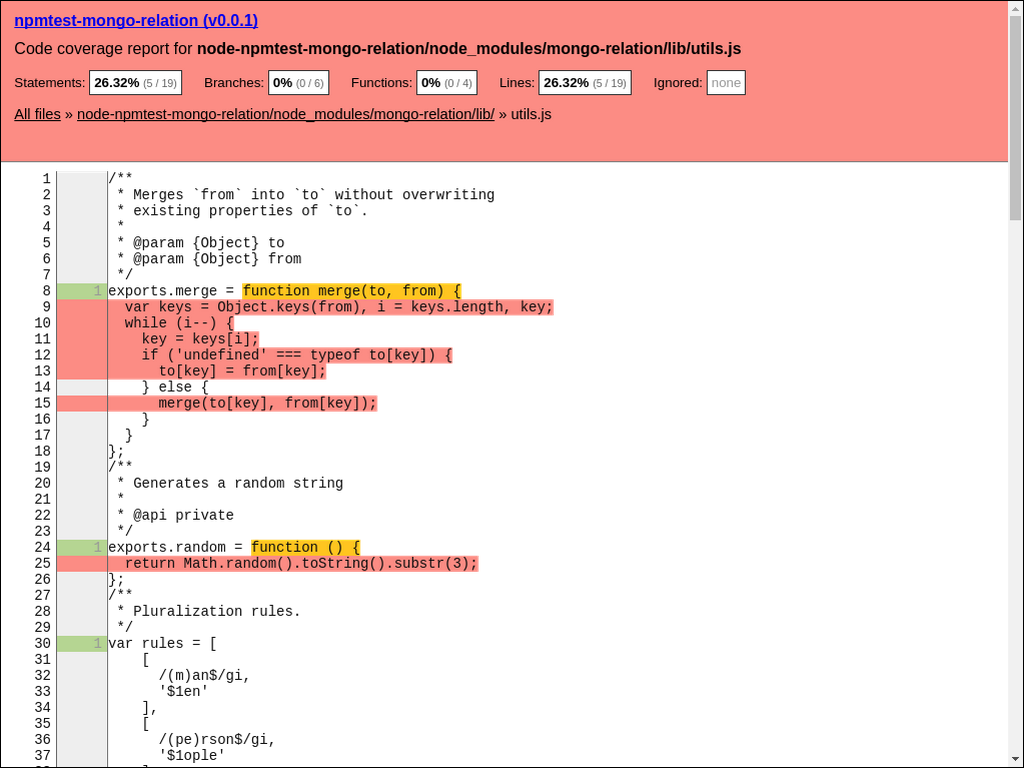 npmtest-mongo-relation (v0.0.1)
Code coverage report for node-npmtest-mongo-relation/node_modules/mongo-relation/lib/utils.js
Statements: 26.32% (5 / 19) Branches: 0% (0 / 6) Functions: 0% (0 / 4) Lines: 26.32% (5 / 19) Ignored: none
All files » node-npmtest-mongo-relation/node_modules/mongo-relation/lib/ » utils.js
1 /**
2  * Merges `from` into `to` without overwriting
3  * existing properties of `to`.
4  *
5  * @param {Object} to
6  * @param {Object} from
7  */
8 1 exports.merge = function merge(to, from) {
9   var keys = Object.keys(from), i = keys.length, key;
10   while (i--) {
11     key = keys[i];
12     if ('undefined' === typeof to[key]) {
13       to[key] = from[key];
14     } else {
15       merge(to[key], from[key]);
16     }
17   }
18 };
19 /**
20  * Generates a random string
21  *
22  * @api private
23  */
24 1 exports.random = function () {
25   return Math.random().toString().substr(3);
26 };
27 /**
28  * Pluralization rules.
29  */
30 1 var rules = [
31     [
32       /(m)an$/gi,
33       '$1en'
34     ],
35     [
36       /(pe)rson$/gi,
37       '$1ople'